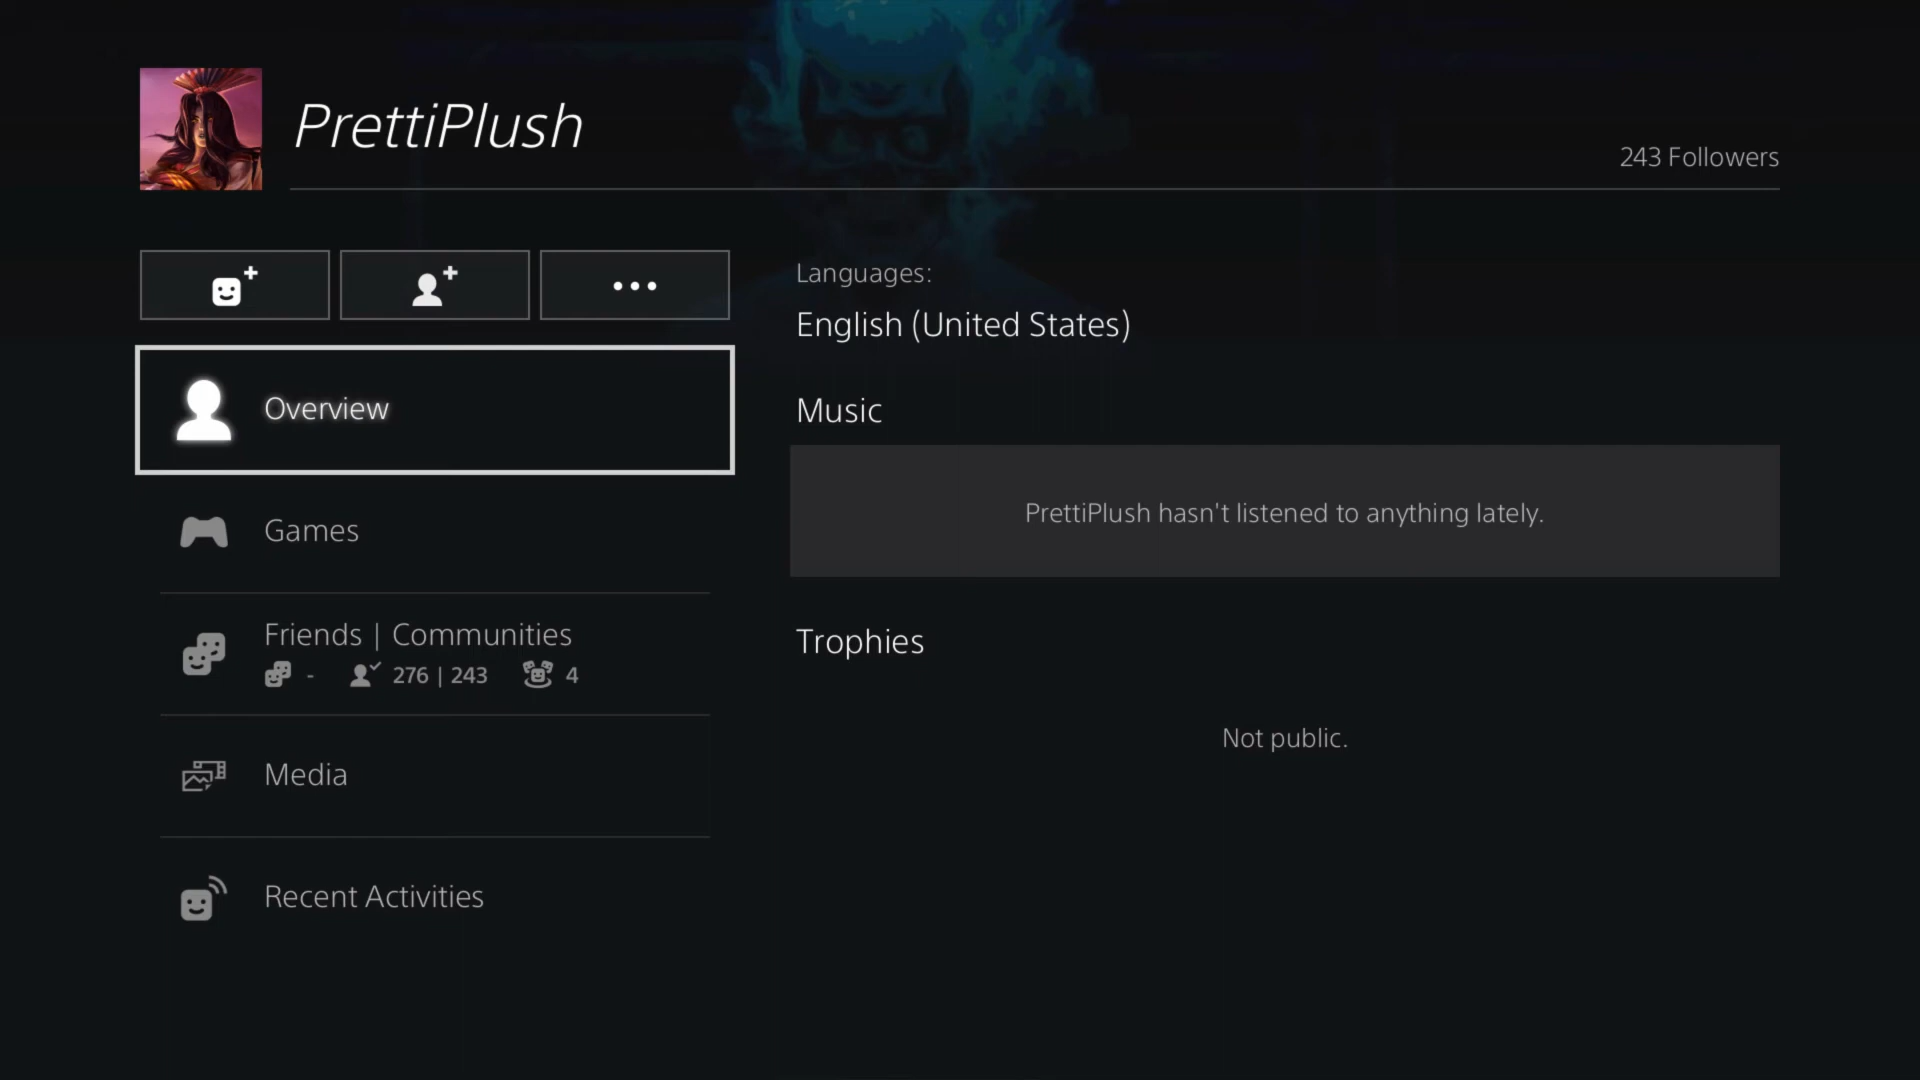 PrettiPlush
243 Followers
Languages:
English (United States)
Music
PrettiPlush hasn't listened to anything lately.
Trophies
Not public.
Overview
Games
Friends | Communities
- 276 | 243 4
Media
Recent Activities